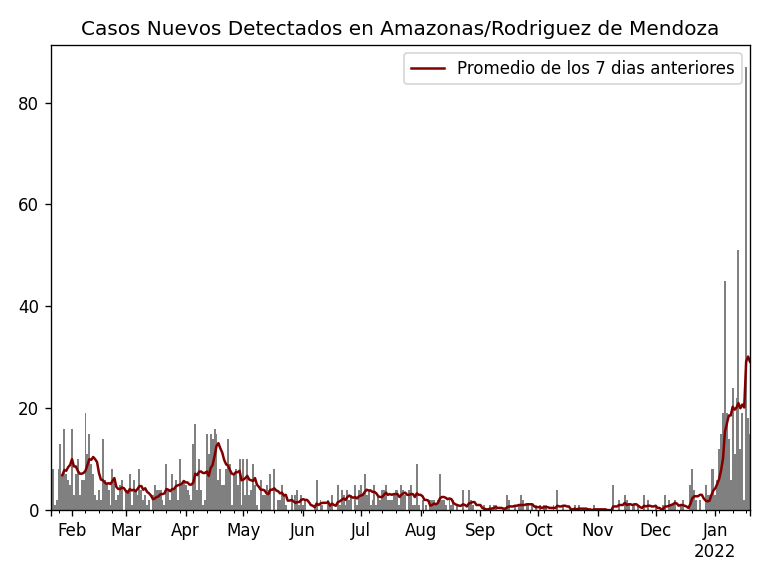 Casos Nuevos Detectados en Amazonas/Rodriguez de Mendoza
Promedio de los 7 dias anteriores
80
60
40
20
0
Feb Mar Apr May Jun Jul Aug Sep Oct Nov Dec Jan
2022